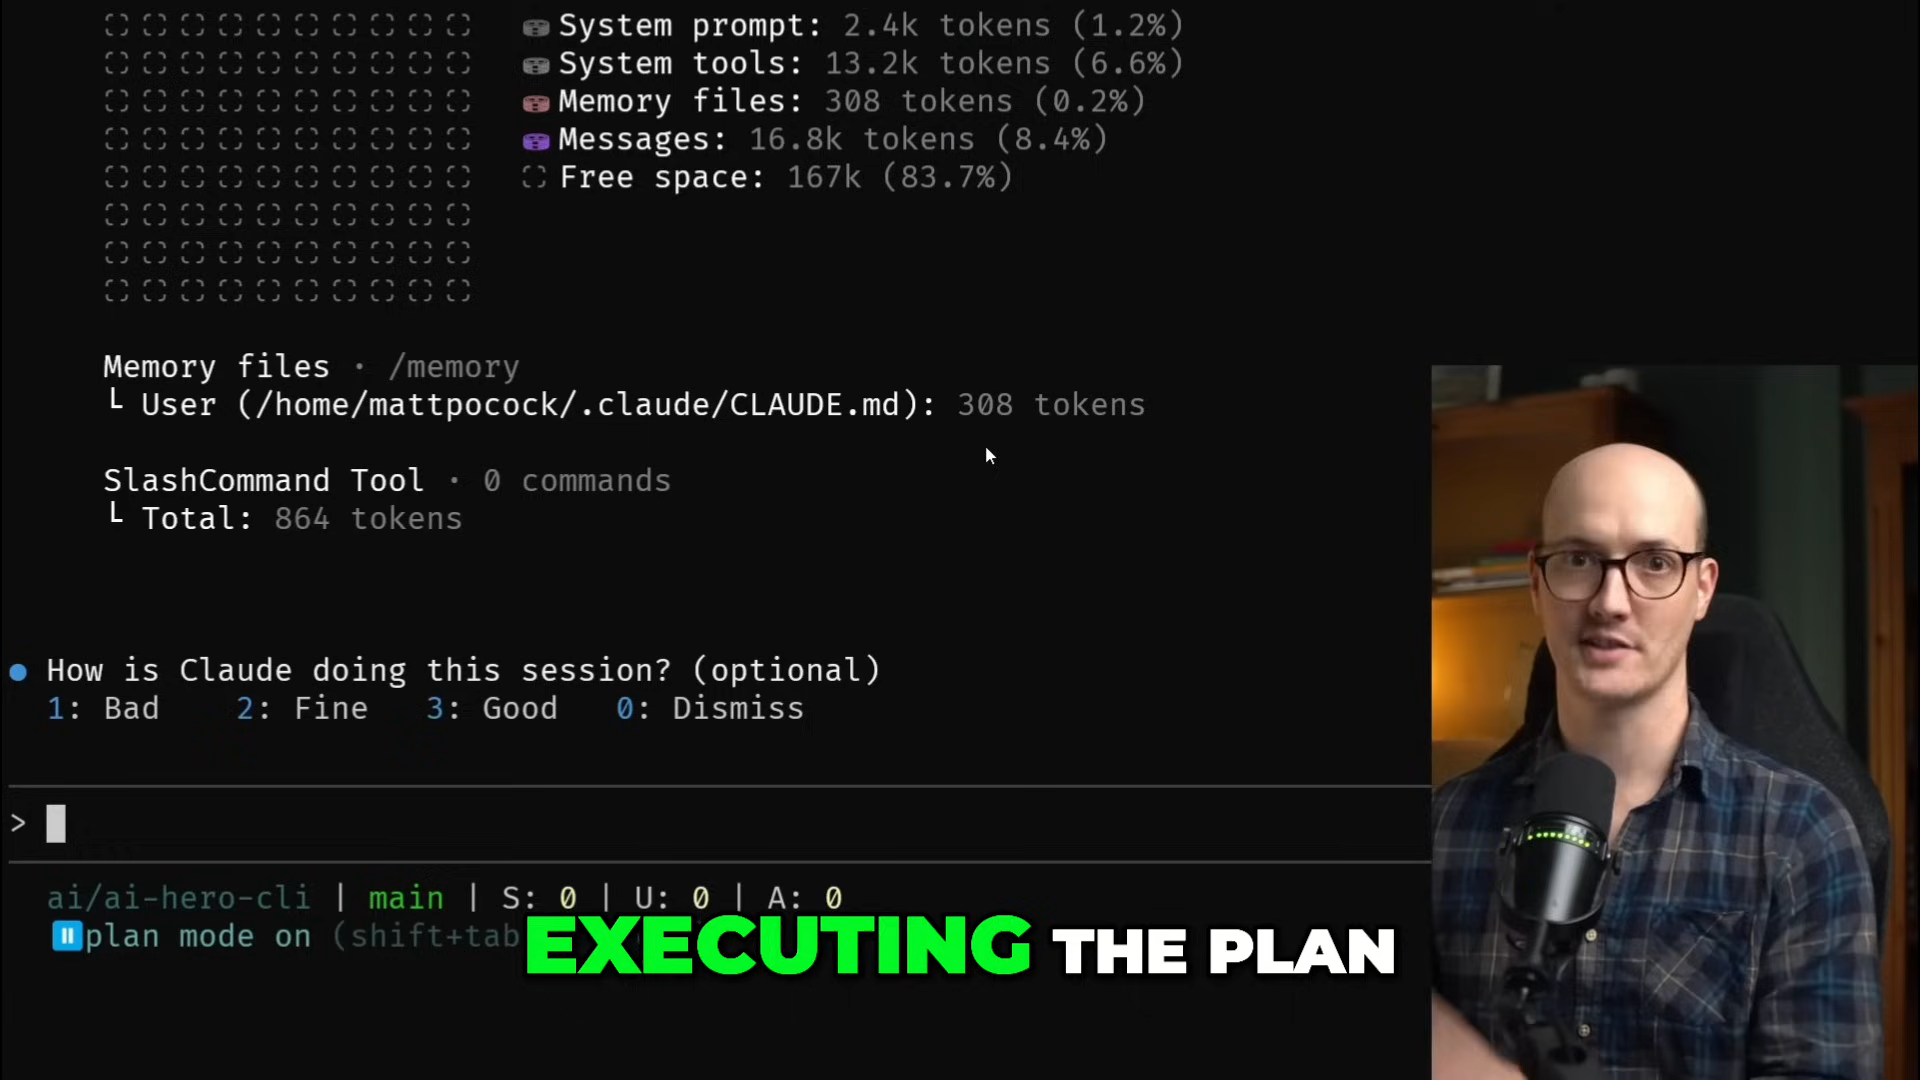 System prompt: 2.4k tokens (1.2%)
System tools: 13.2k tokens (6.6%)
Memory files: 308 tokens (0.2%)
Messages: 16.8k tokens (8.4%)
Free space: 167k (83.7%)
Memory files · /memory
└ User (/home/mattpocock/.claude/CLAUDE.md): 308 tokens
SlashCommand Tool · 0 commands
└ Total: 864 tokens
● How is Claude doing this session? (optional)
1: Bad 2: Fine 3: Good 0: Dismiss
>
ai/ai-hero-cli | main | S: 0 | U: 0 | A: 0
⏸plan mode on (shift+tab
EXECUTING THE PLAN